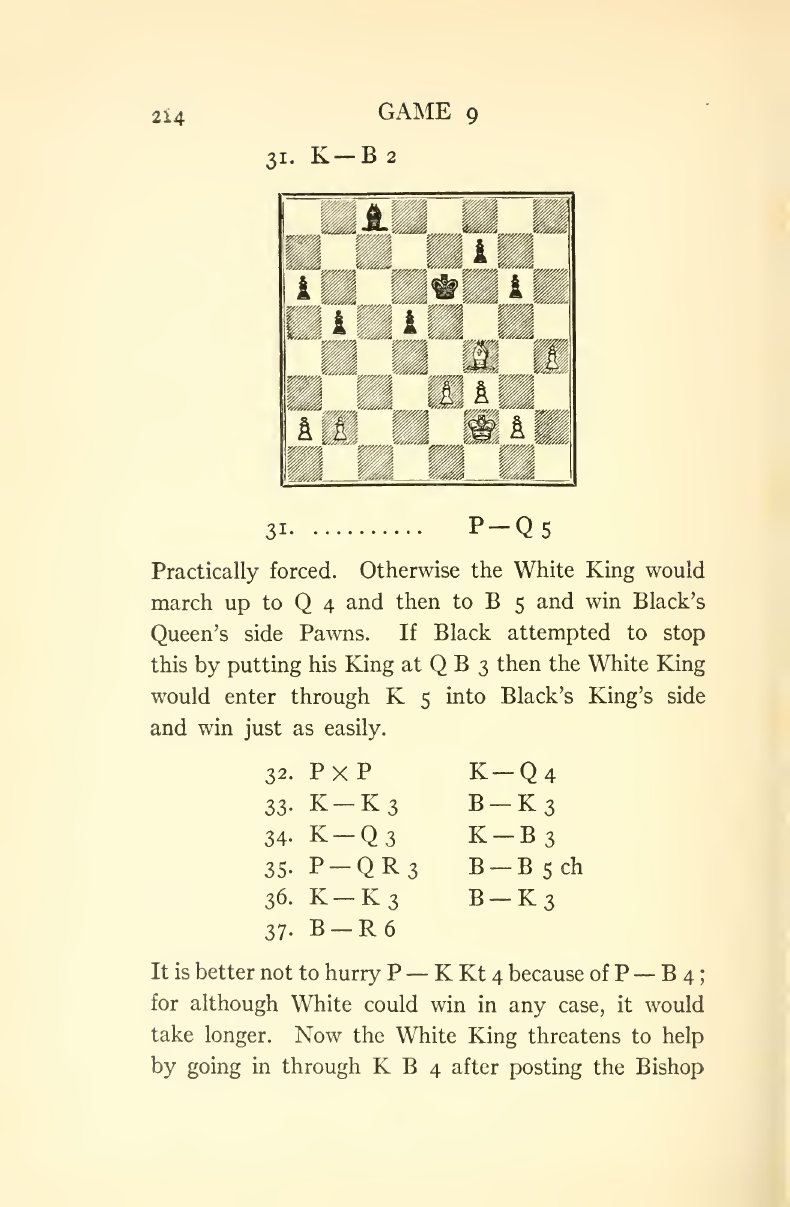 214 GAME 9
31. K — B 2
31. .......... P — Q 5
Practically forced. Otherwise the White King would
march up to Q 4 and then to B 5 and win Black's
Queen's side Pawns. If Black attempted to stop
this by putting his King at Q B 3 then the White King
would enter through K 5 into Black's King's side
and win just as easily.
32. P × P K — Q 4
33. K — K 3 B — K 3
34. K — Q 3 K — B 3
35. P — Q R 3 B — B 5 ch
36. K — K 3 B — K 3
37. B — R 6
It is better not to hurry P — K Kt 4 because of P — B 4 ;
for although White could win in any case, it would
take longer. Now the White King threatens to help
by going in through K B 4 after posting the Bishop